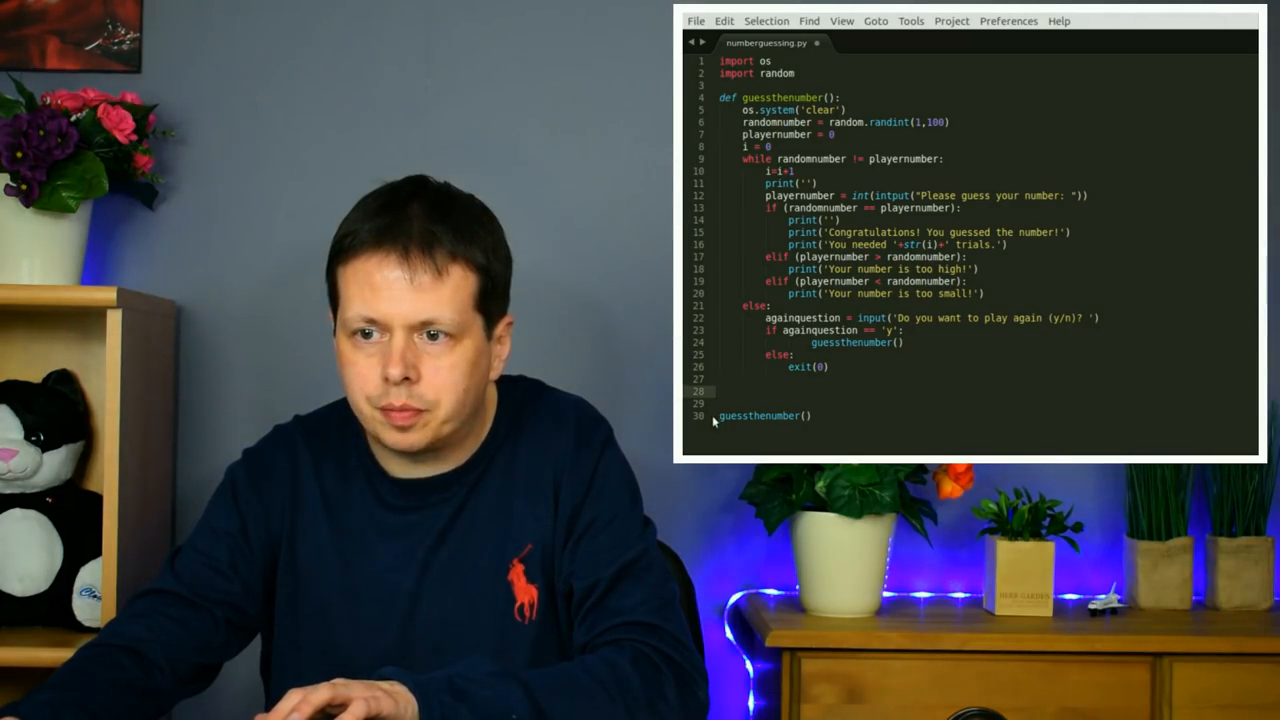 File Edit Selection Find View Goto Tools Project Preferences Help
numberguessing.py
1 import os
2 import random
3
4 def guessthenumber():
5 os.system('clear')
6 randomnumber = random.randint(1,100)
7 playernumber = 0
8 i = 0
9 while randomnumber != playernumber:
10 i=i+1
11 print('')
12 playernumber = int(intput("Please guess your number: "))
13 if (randomnumber == playernumber):
14 print('')
15 print('Congratulations! You guessed the number!')
16 print('You needed '+str(i)+' trials.')
17 elif (playernumber > randomnumber):
18 print('Your number is too high!')
19 elif (playernumber < randomnumber):
20 print('Your number is too small!')
21 else:
22 againquestion = input('Do you want to play again (y/n)? ')
23 if againquestion == 'y':
24 guessthenumber()
25 else:
26 exit(0)
27
28
29
30 guessthenumber()
HERB GARDEN